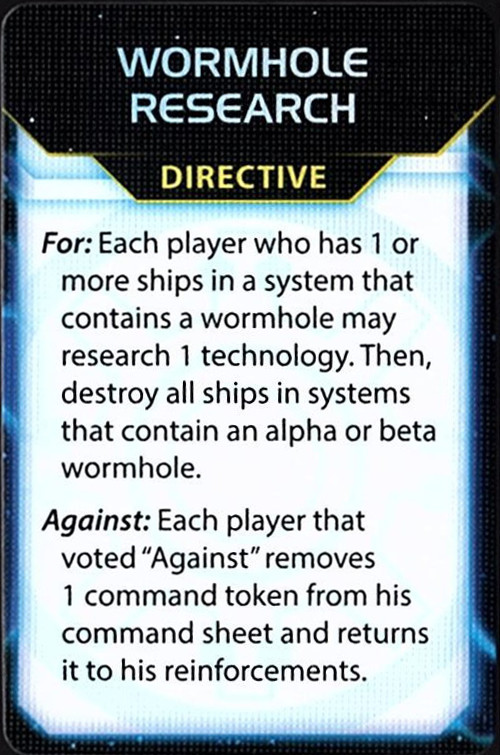 WORMHOLE
RESEARCH
DIRECTIVE
For: Each player who has 1 or
more ships in a system that
contains a wormhole may
research 1 technology. Then,
destroy all ships in systems
that contain an alpha or beta
wormhole.
Against: Each player that
voted "Against" removes
1 command token from his
command sheet and returns
it to his reinforcements.